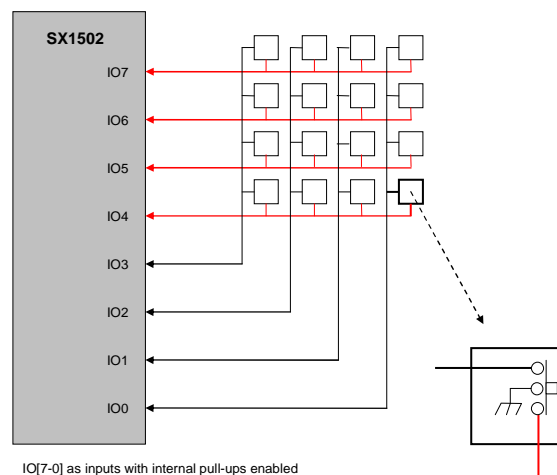 SX1502
IO7
IO6
IO5
IO4
IO3
IO2
IO1
IO0
IO[7-0] as inputs with internal pull-ups enabled